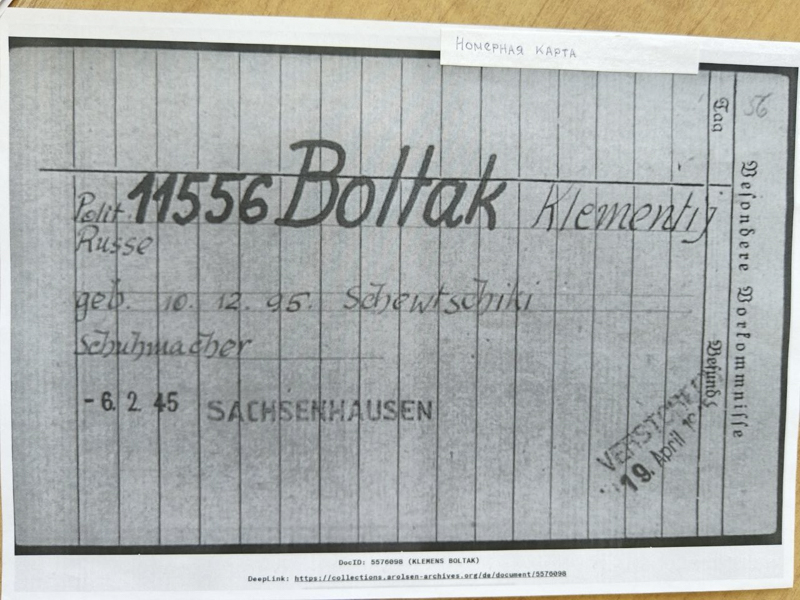 Номерная карта
56
Tag
Besondere Vorkommnisse
Befund
Polit. 11556 Boltak Klementij
Russe
geb. 10. 12. 95. Schewtschiki
Schuhmacher
-6. 2. 45 SACHSENHAUSEN
VERSTORBEN
19. April
DocID: 5576098 (KLEMENS BOLTAK)
DeepLink: https://collections.arolsen-archives.org/de/document/5576098